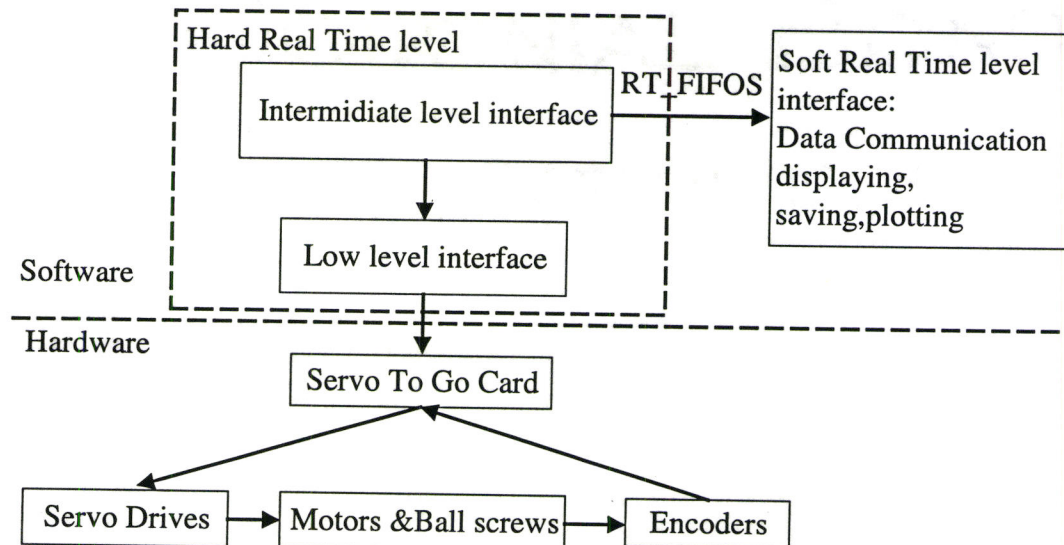 Hard Real Time level
Intermidiate level interface
RT_FIFOS
Soft Real Time level
interface:
Data Communication
displaying,
saving,plotting
Low level interface
Software
Hardware
Servo To Go Card
Servo Drives
Motors &Ball screws
Encoders